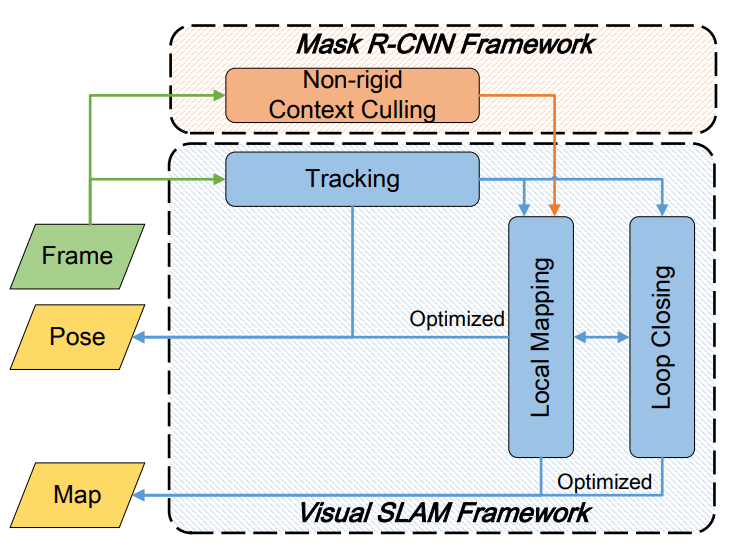 Mask R-CNN Framework
Non-rigid
Context Culling
Tracking
Frame
Pose
Optimized
Local Mapping
Loop Closing
Map
Optimized
Visual SLAM Framework